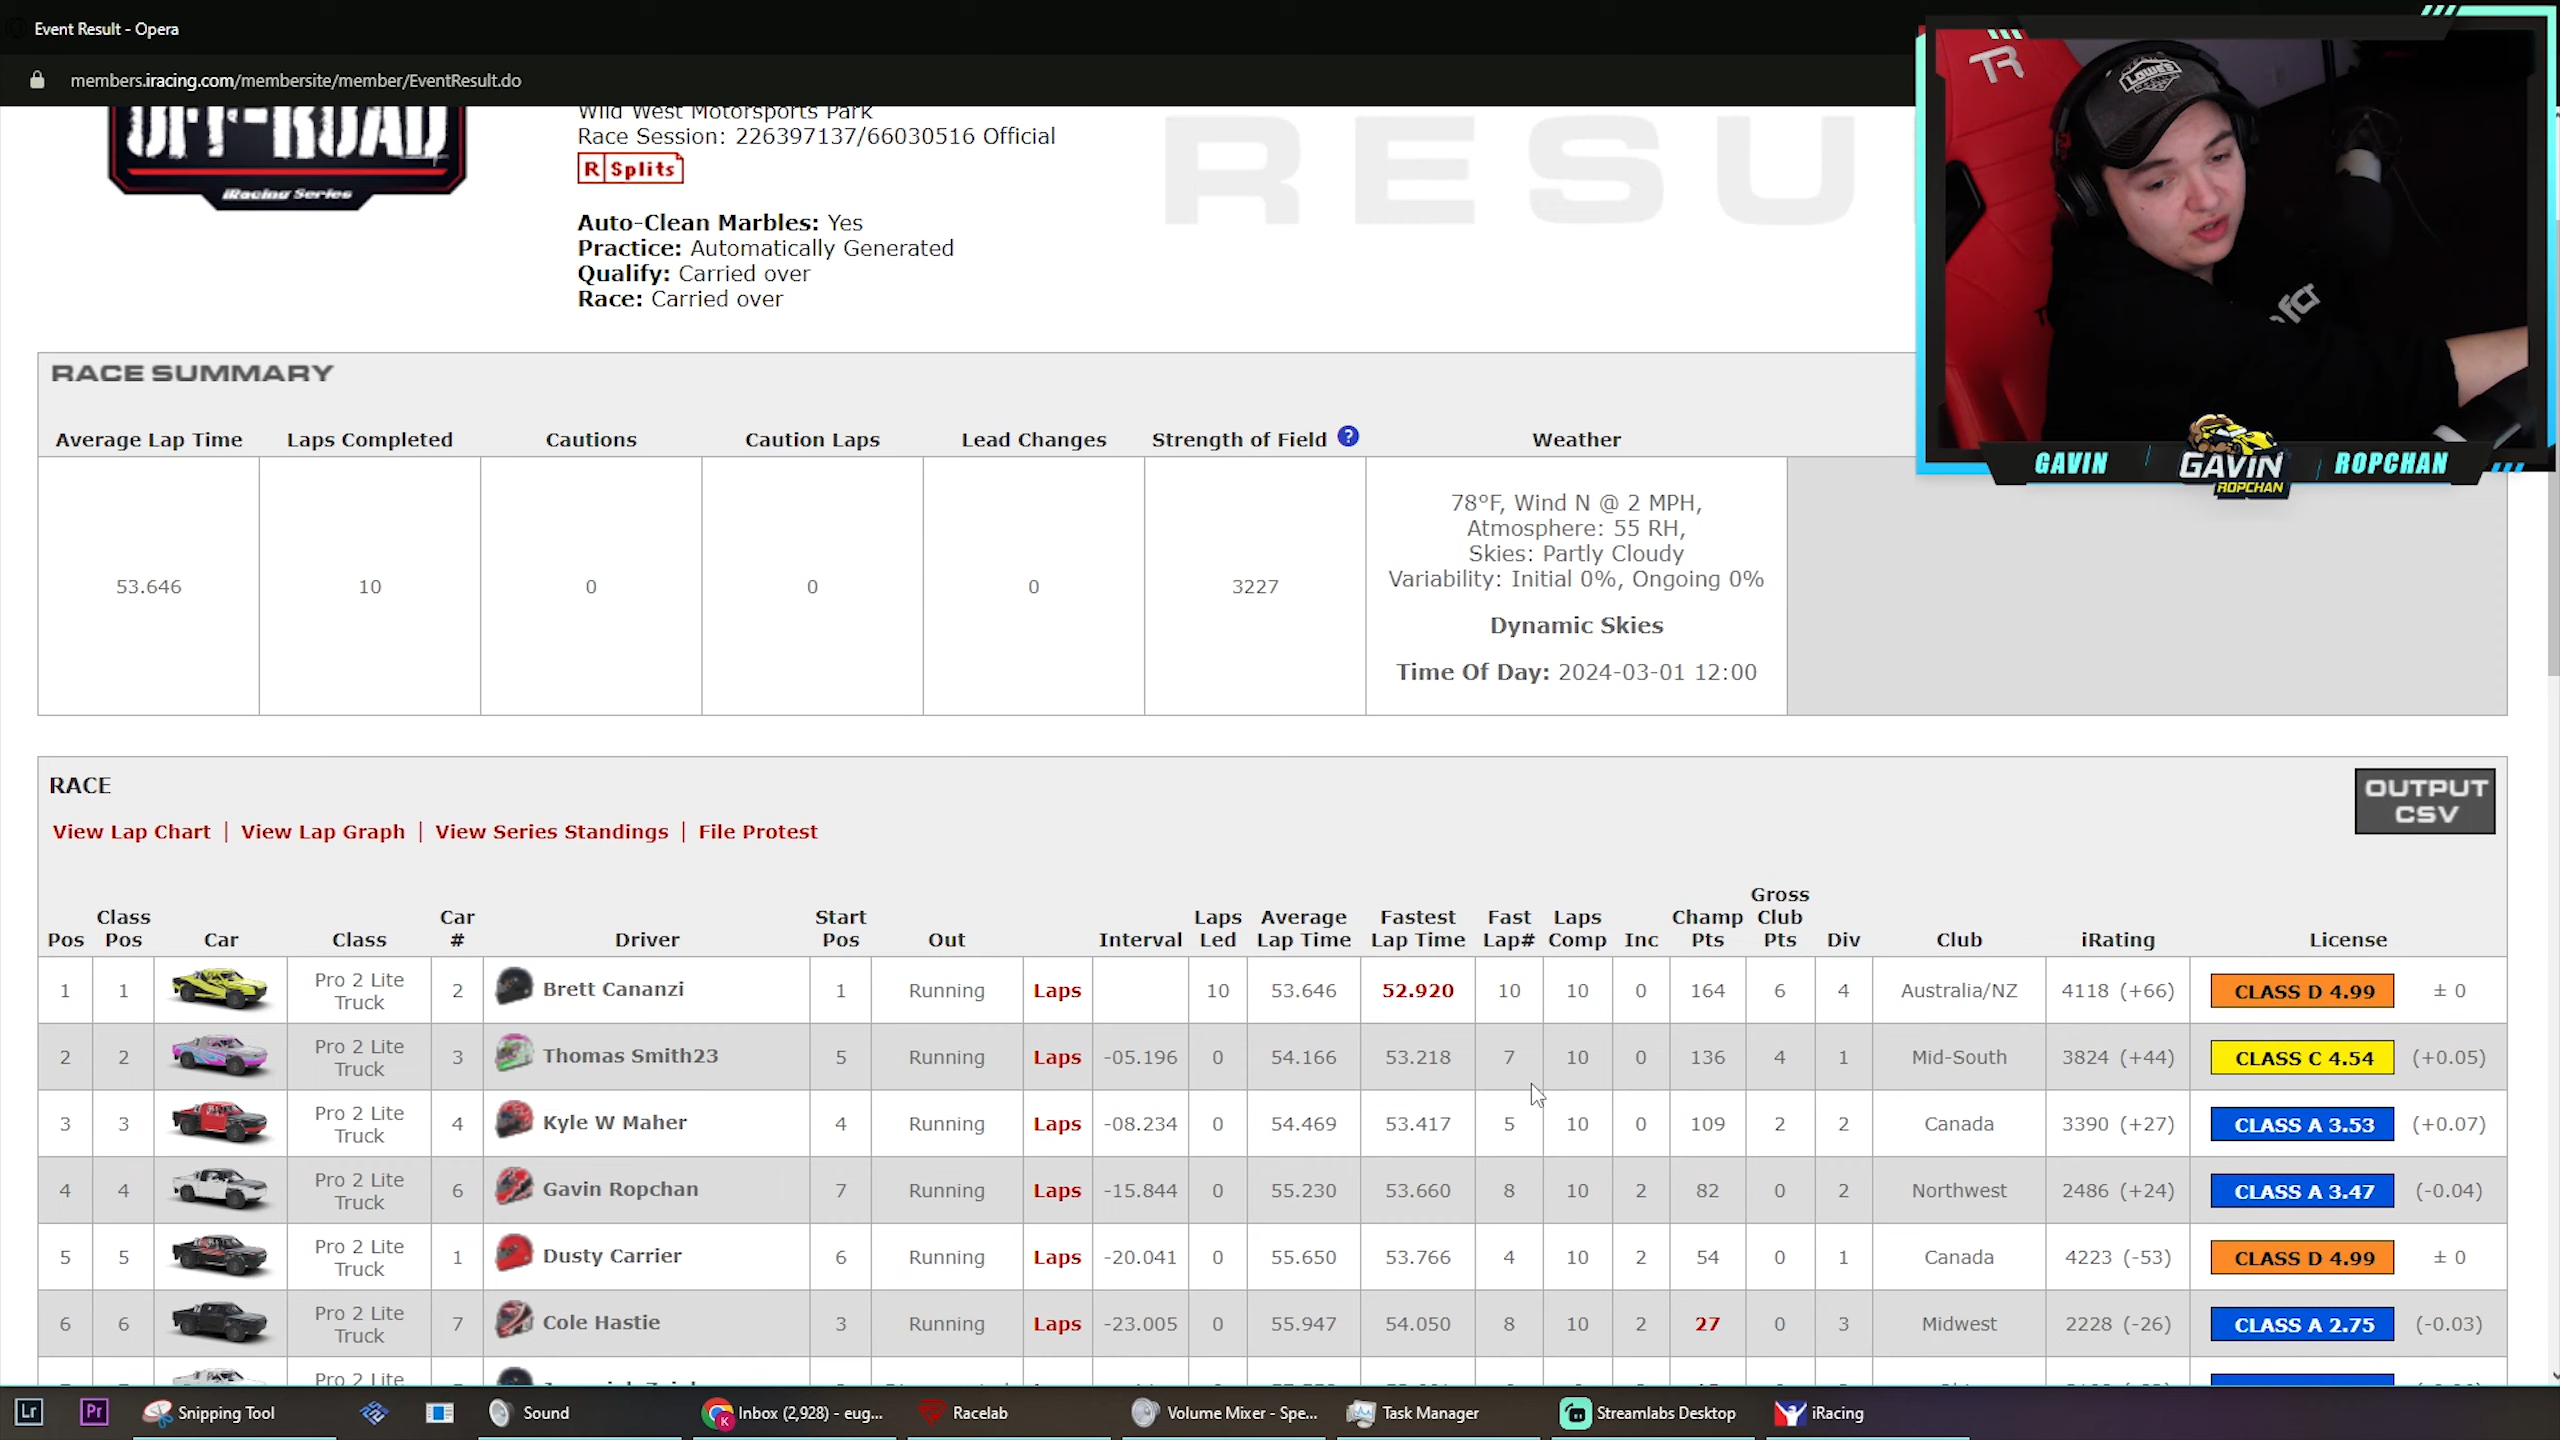 Event Result - Opera
members.iracing.com/membersite/member/EventResult.do
OFF-ROAD
iRacing Series
Wild West Motorsports Park
Race Session: 226397137/66030516 Official
R Splits
Auto-Clean Marbles: Yes
Practice: Automatically Generated
Qualify: Carried over
Race: Carried over
RESU
TR
LOWE'S
GAVIN
GAVIN ROPCHAN
ROPCHAN
RACE SUMMARY
Average Lap Time Laps Completed Cautions Caution Laps Lead Changes Strength of Field ? Weather
53.646 10 0 0 0 3227
78°F, Wind N @ 2 MPH,
Atmosphere: 55 RH,
Skies: Partly Cloudy
Variability: Initial 0%, Ongoing 0%
Dynamic Skies
Time Of Day: 2024-03-01 12:00
RACE
OUTPUT CSV
View Lap Chart | View Lap Graph | View Series Standings | File Protest
Pos Class Pos Car Class Car # Driver Start Pos Out Interval Laps Led Average Lap Time Fastest Lap Time Fast Lap# Laps Comp Inc Champ Pts Gross Club Pts Div Club iRating License
1 1 Pro 2 Lite Truck 2 Brett Cananzi 1 Running Laps 10 53.646 52.920 10 10 0 164 6 4 Australia/NZ 4118 (+66) CLASS D 4.99 ± 0
2 2 Pro 2 Lite Truck 3 Thomas Smith23 5 Running Laps -05.196 0 54.166 53.218 7 10 0 136 4 1 Mid-South 3824 (+44) CLASS C 4.54 (+0.05)
3 3 Pro 2 Lite Truck 4 Kyle W Maher 4 Running Laps -08.234 0 54.469 53.417 5 10 0 109 2 2 Canada 3390 (+27) CLASS A 3.53 (+0.07)
4 4 Pro 2 Lite Truck 6 Gavin Ropchan 7 Running Laps -15.844 0 55.230 53.660 8 10 2 82 0 2 Northwest 2486 (+24) CLASS A 3.47 (-0.04)
5 5 Pro 2 Lite Truck 1 Dusty Carrier 6 Running Laps -20.041 0 55.650 53.766 4 10 2 54 0 1 Canada 4223 (-53) CLASS D 4.99 ± 0
6 6 Pro 2 Lite Truck 7 Cole Hastie 3 Running Laps -23.005 0 55.947 54.050 8 10 2 27 0 3 Midwest 2228 (-26) CLASS A 2.75 (-0.03)
Pro 2 Lite
Lr Pr Snipping Tool Sound Inbox (2,928) - eug... Racelab Volume Mixer - Spe... Task Manager Streamlabs Desktop iRacing